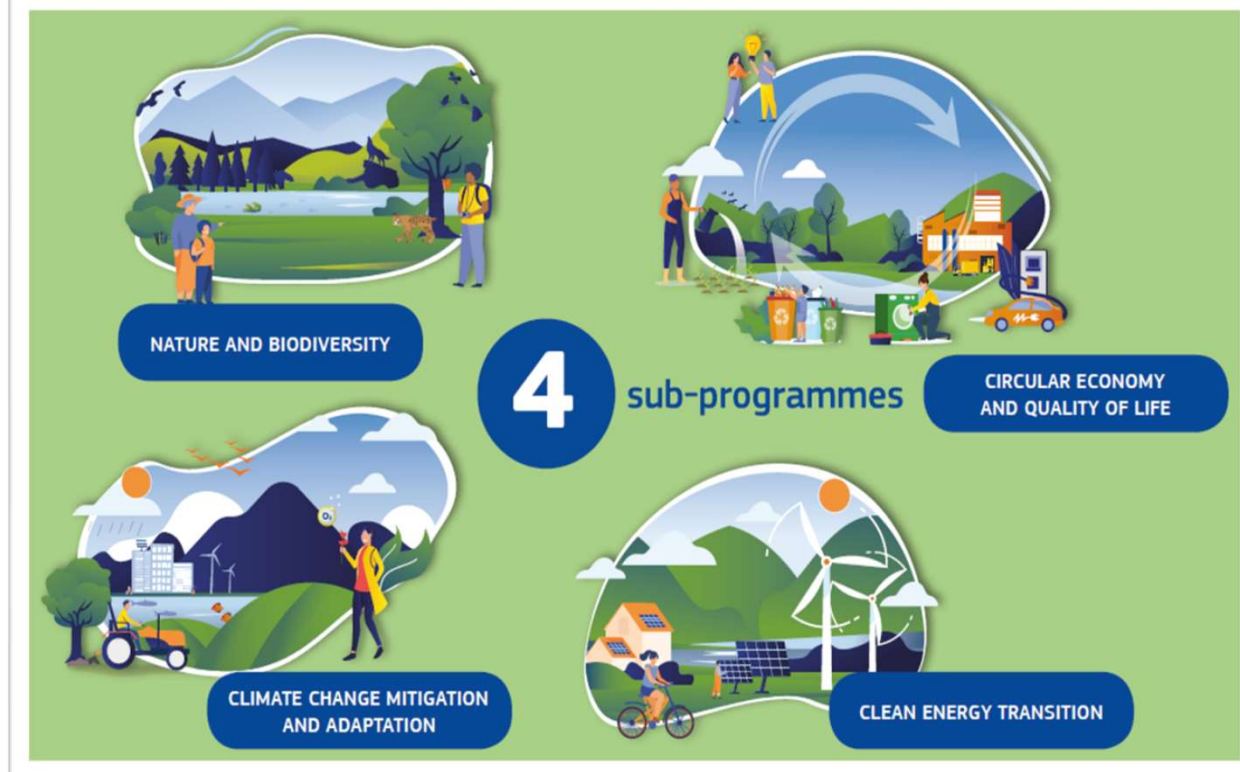 NATURE AND BIODIVERSITY
4
sub-programmes
CIRCULAR ECONOMY
AND QUALITY OF LIFE
O₂
CLIMATE CHANGE MITIGATION
AND ADAPTATION
CLEAN ENERGY TRANSITION